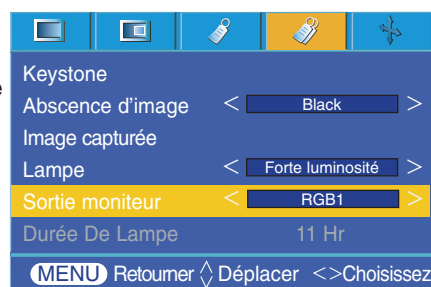 Keystone
Abscence d'image < Black >
Image capturée
Lampe < Forte luminosité >
Sortie moniteur < RGB1 >
Durée De Lampe 11 Hr
MENU Retourner Déplacer <>Choisissez